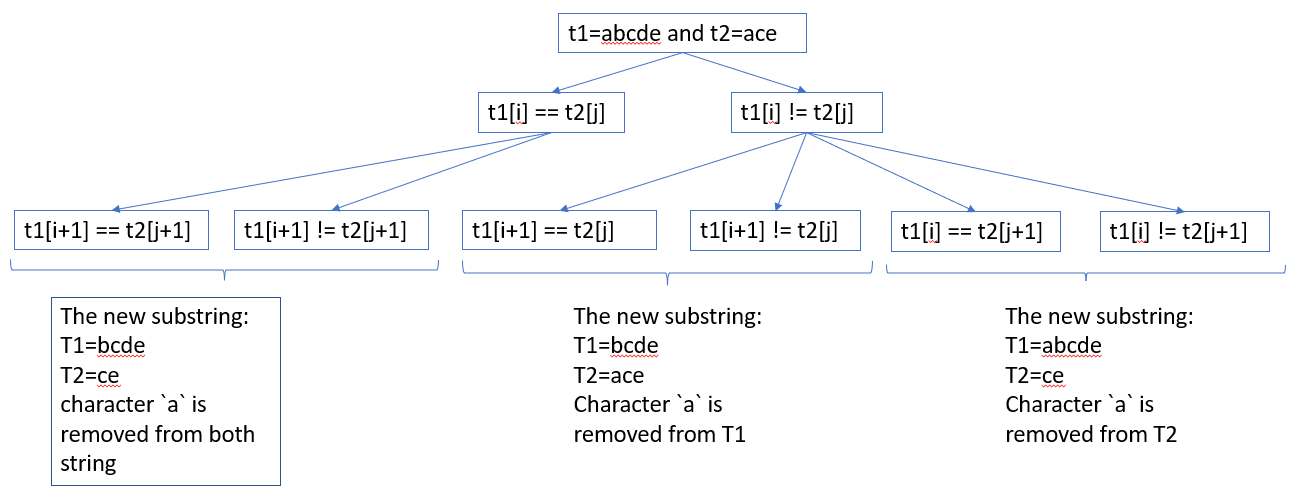 t1=abcde and t2=ace
t1[i] == t2[j]
t1[i] != t2[j]
t1[i+1] == t2[j+1]
t1[i+1] != t2[j+1]
t1[i+1] == t2[j]
t1[i+1] != t2[j]
t1[i] == t2[j+1]
t1[i] != t2[j+1]
The new substring:
T1=bcde
T2=ce
character `a` is
removed from both
string
The new substring:
T1=bcde
T2=ace
Character `a` is
removed from T1
The new substring:
T1=abcde
T2=ce
Character `a` is
removed from T2